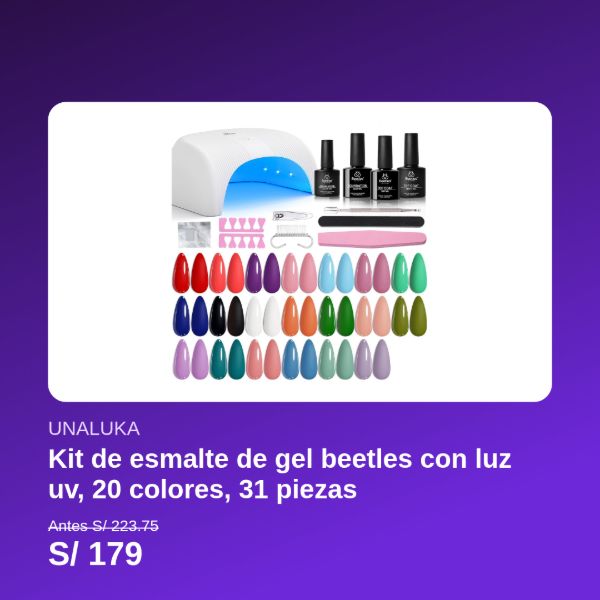 UNALUKA
Kit de esmalte de gel beetles con luz
uv, 20 colores, 31 piezas
Antes S/ 223.75
S/ 179